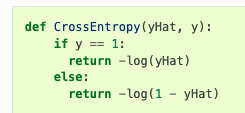 def CrossEntropy(yHat, y):
    if y == 1:
      return -log(yHat)
    else:
      return -log(1 - yHat)